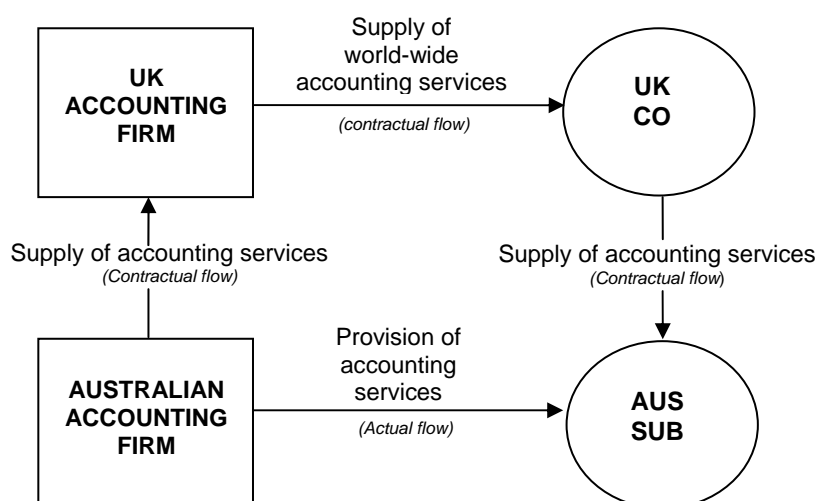 Supply of
world-wide
accounting services
(contractual flow)
UK
ACCOUNTING
FIRM
UK
CO
Supply of accounting services
(Contractual flow)
Supply of accounting services
(Contractual flow)
Provision of
accounting
services
(Actual flow)
AUSTRALIAN
ACCOUNTING
FIRM
AUS
SUB